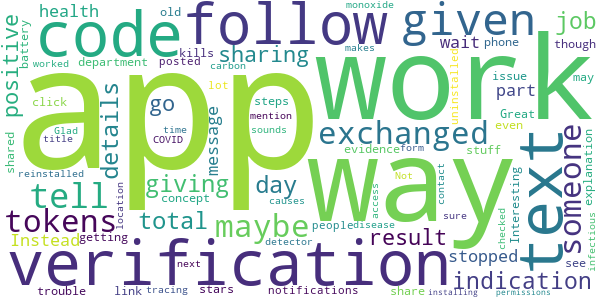 health old kills monoxide job
battery code follow given though
positive department posted sharing makes wait phone
worked carbon uninstalled issue may
click app lot steps part Great
details go message work even
shared Glad time mention exchanged someone
title COVID sounds evidence form stuff text
reinstalled giving day Not Interesting explanation
tell concept causes way access contact checked
tokens location total maybe people disease sure see infectious
Instead getting detector result stopped
verification indication
trouble link tracing next stars notifications share installing permissions